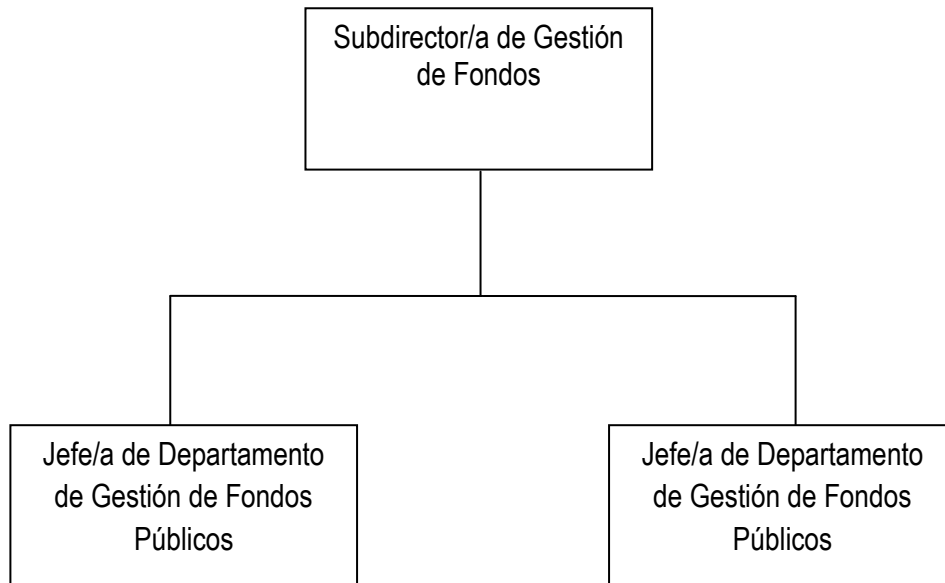 Subdirector/a de Gestión
de Fondos
Jefe/a de Departamento
de Gestión de Fondos
Públicos
Jefe/a de Departamento
de Gestión de Fondos
Públicos